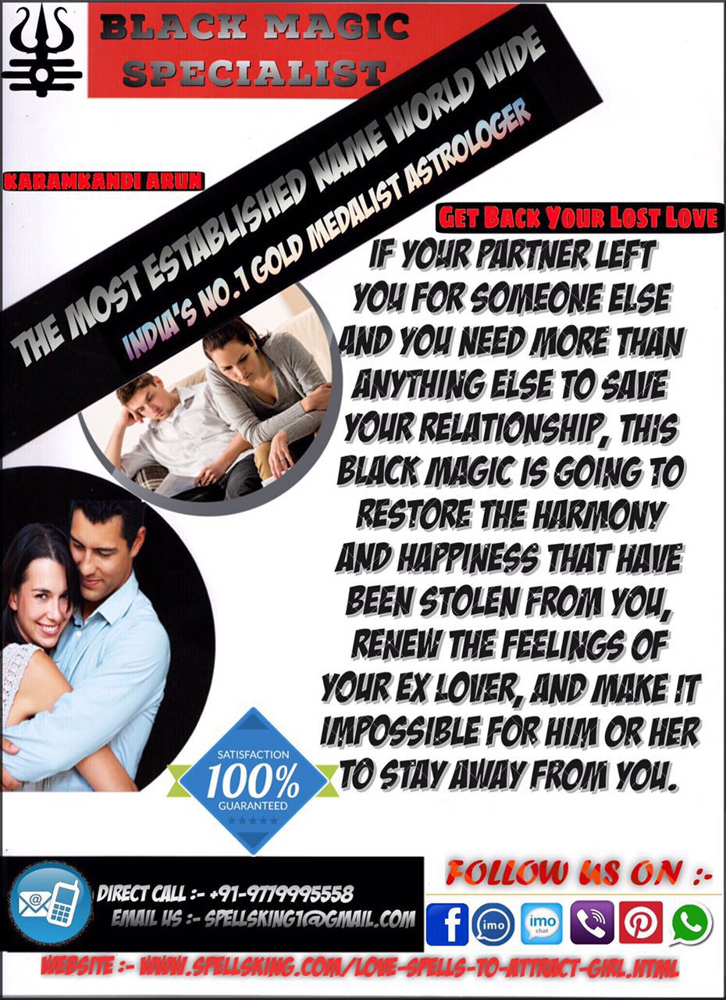 BLACK MAGIC
SPECIALIST
THE MOST ESTABLISHED NAME WORLD WIDE
INDIA'S NO.1 GOLD MEDALIST ASTROLOGER
KARAMKANDI ARUN
GET BACK YOUR LOST LOVE
IF YOUR PARTNER LEFT
YOU FOR SOMEONE ELSE
AND YOU NEED MORE THAN
ANYTHING ELSE TO SAVE
YOUR RELATIONSHIP, THIS
BLACK MAGIC IS GOING TO
RESTORE THE HARMONY
AND HAPPINESS THAT HAVE
BEEN STOLEN FROM YOU,
RENEW THE FEELINGS OF
YOUR EX LOVER, AND MAKE IT
IMPOSSIBLE FOR HIM OR HER
TO STAY AWAY FROM YOU.
SATISFACTION
100%
GUARANTEED
DIRECT CALL :- +91-9779995558
EMAIL US :- SPELLSKING1@GMAIL.COM
FOLLOW US ON :-
imo
imo
chat
WEBSITE :- WWW.SPELLSKING.COM/LOVE-SPELLS-TO-ATTRACT-GIRL.HTML